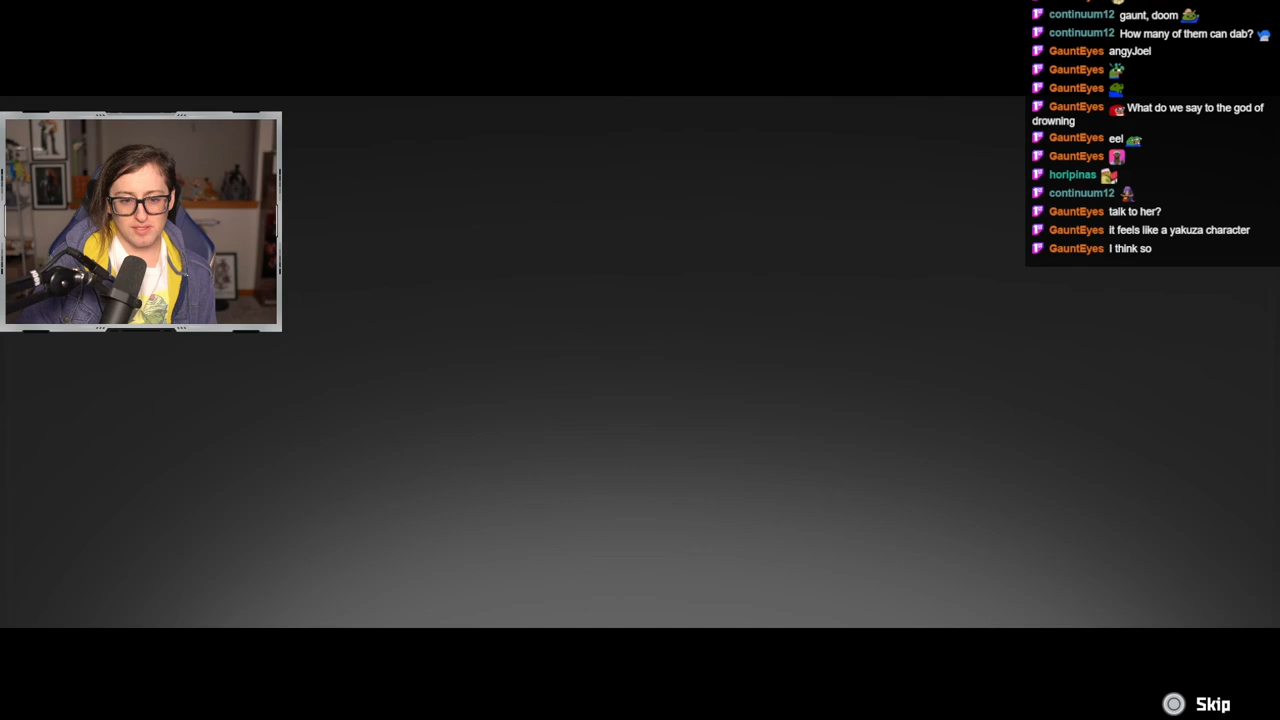 continuum12 gaunt, doom
continuum12 How many of them can dab?
GauntEyes angyJoel
GauntEyes
GauntEyes
GauntEyes What do we say to the god of
drowning
GauntEyes eel
GauntEyes
horipinas
continuum12
GauntEyes talk to her?
GauntEyes it feels like a yakuza character
GauntEyes I think so
Skip